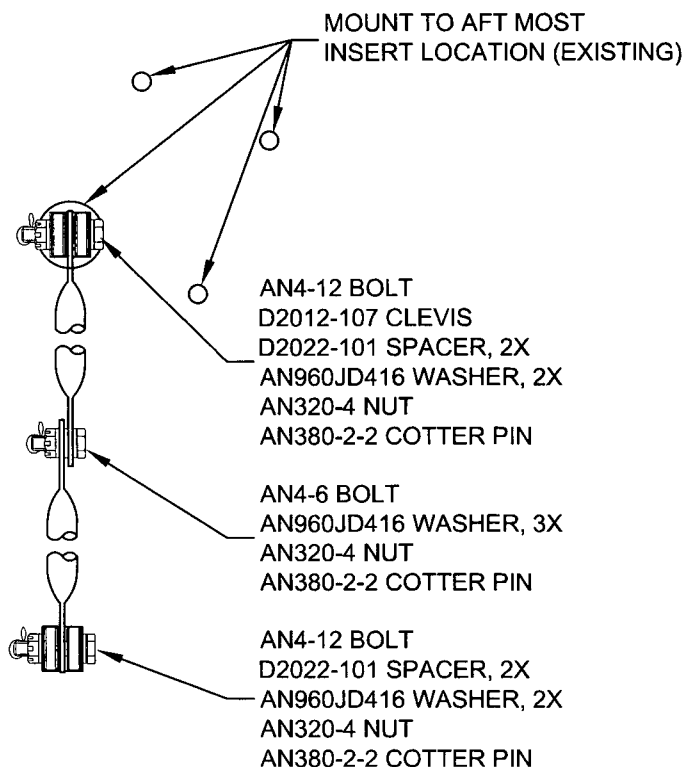 MOUNT TO AFT MOST
INSERT LOCATION (EXISTING)
AN4-12 BOLT
D2012-107 CLEVIS
D2022-101 SPACER, 2X
AN960JD416 WASHER, 2X
AN320-4 NUT
AN380-2-2 COTTER PIN
AN4-6 BOLT
AN960JD416 WASHER, 3X
AN320-4 NUT
AN380-2-2 COTTER PIN
AN4-12 BOLT
D2022-101 SPACER, 2X
AN960JD416 WASHER, 2X
AN320-4 NUT
AN380-2-2 COTTER PIN